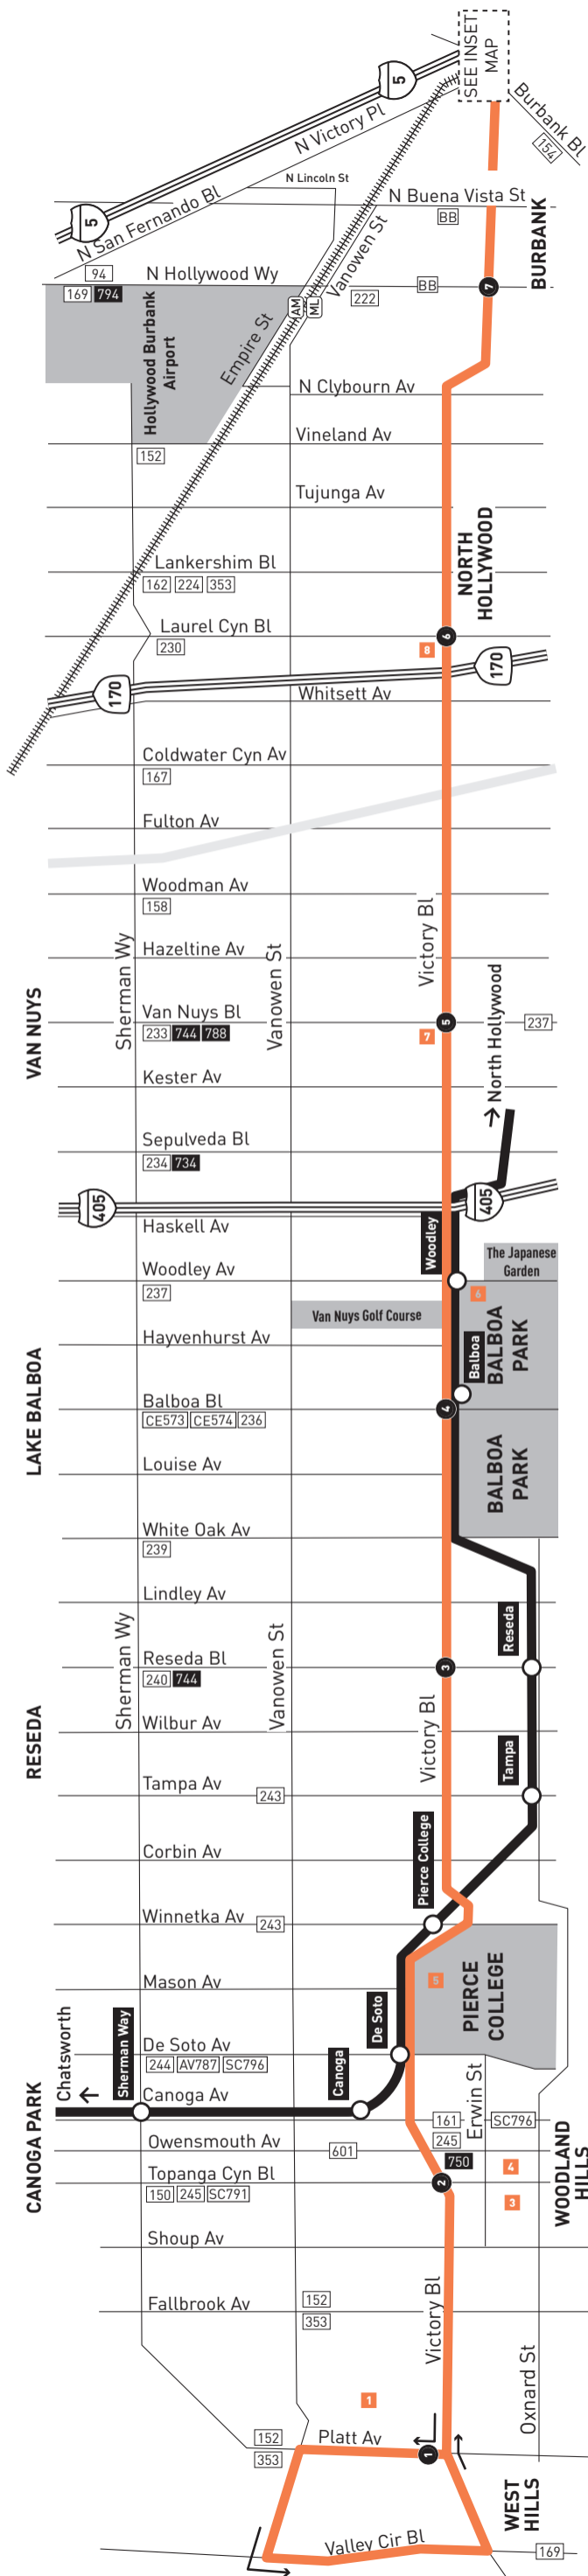 SEE INSET
MAP
5
N Victory Pl
Burbank Bl
154
N San Fernando Bl
5
N Lincoln St
N Buena Vista St
BB
BURBANK
Vanowen St
94
N Hollywood Wy
169 794
AM
ML
222
BB
7
Hollywood Burbank
Airport
Empire St
N Clybourn Av
Vineland Av
152
Tujunga Av
NORTH
HOLLYWOOD
Lankershim Bl
162 224 353
Laurel Cyn Bl
230
6
8
170
170
Whitsett Av
Coldwater Cyn Av
167
Fulton Av
Woodman Av
158
Victory Bl
Sherman Wy
Hazeltine Av
Vanowen St
VAN NUYS
Van Nuys Bl
233 744 788
5
237
7
North Hollywood
Kester Av
Sepulveda Bl
234 734
405
405
Haskell Av
Woodley
Woodley Av
237
The Japanese
Garden
6
Van Nuys Golf Course
Hayvenhurst Av
Balboa
BALBOA
PARK
LAKE BALBOA
Balboa Bl
CE573 CE574 236
4
Louise Av
BALBOA
PARK
White Oak Av
239
Lindley Av
Sherman Wy
Vanowen St
Reseda Bl
240 744
3
Reseda
RESEDA
Wilbur Av
Victory Bl
Tampa Av
243
Tampa
Corbin Av
Pierce College
Winnetka Av
243
Mason Av
5
PIERCE
COLLEGE
Chatsworth
Sherman Way
De Soto
De Soto Av
244 AV787 SC796
Canoga
Canoga Av
Erwin St
CANOGA PARK
161
SC796
Owensmouth Av
601
245
750
4
Topanga Cyn Bl
150 245 SC791
2
3
WOODLAND
HILLS
Shoup Av
Fallbrook Av
152
353
Victory Bl
Oxnard St
1
152
Platt Av
353
1
WEST
HILLS
Valley Cir Bl
169